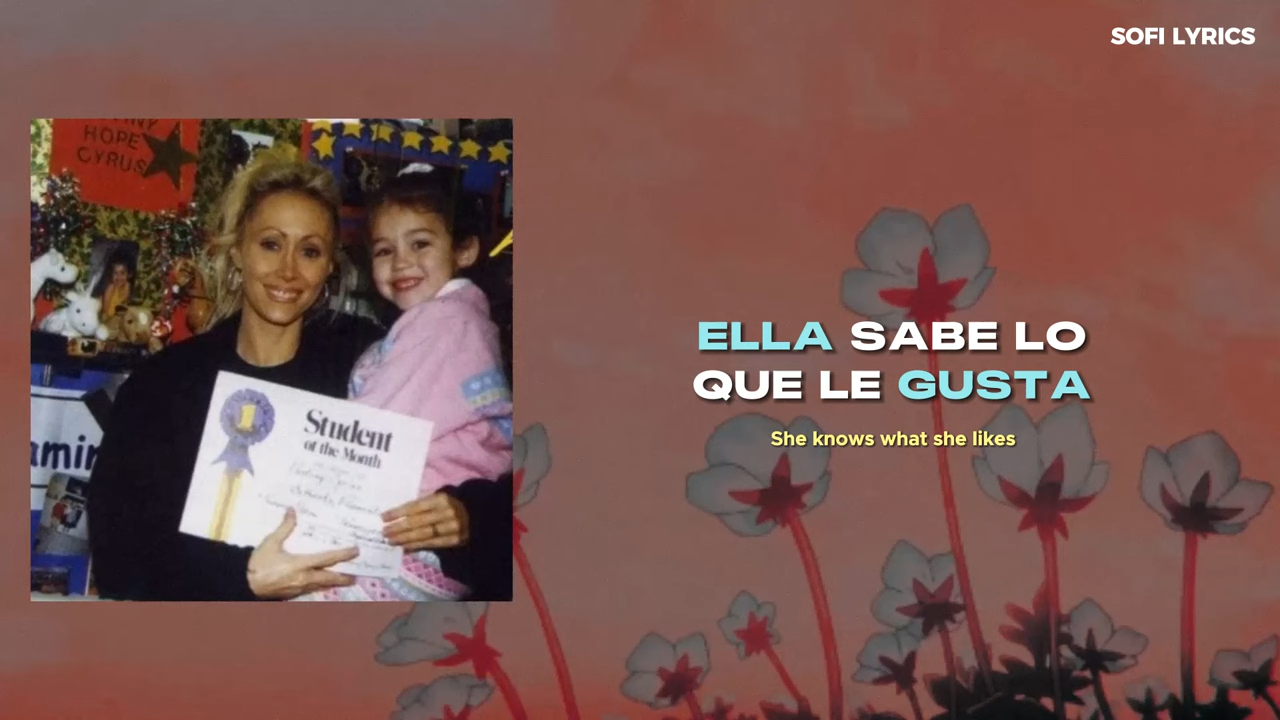 SOFI LYRICS
HOPE
CYRUS
Student
of the Month
1
ELLA SABE LO
QUE LE GUSTA
She knows what she likes